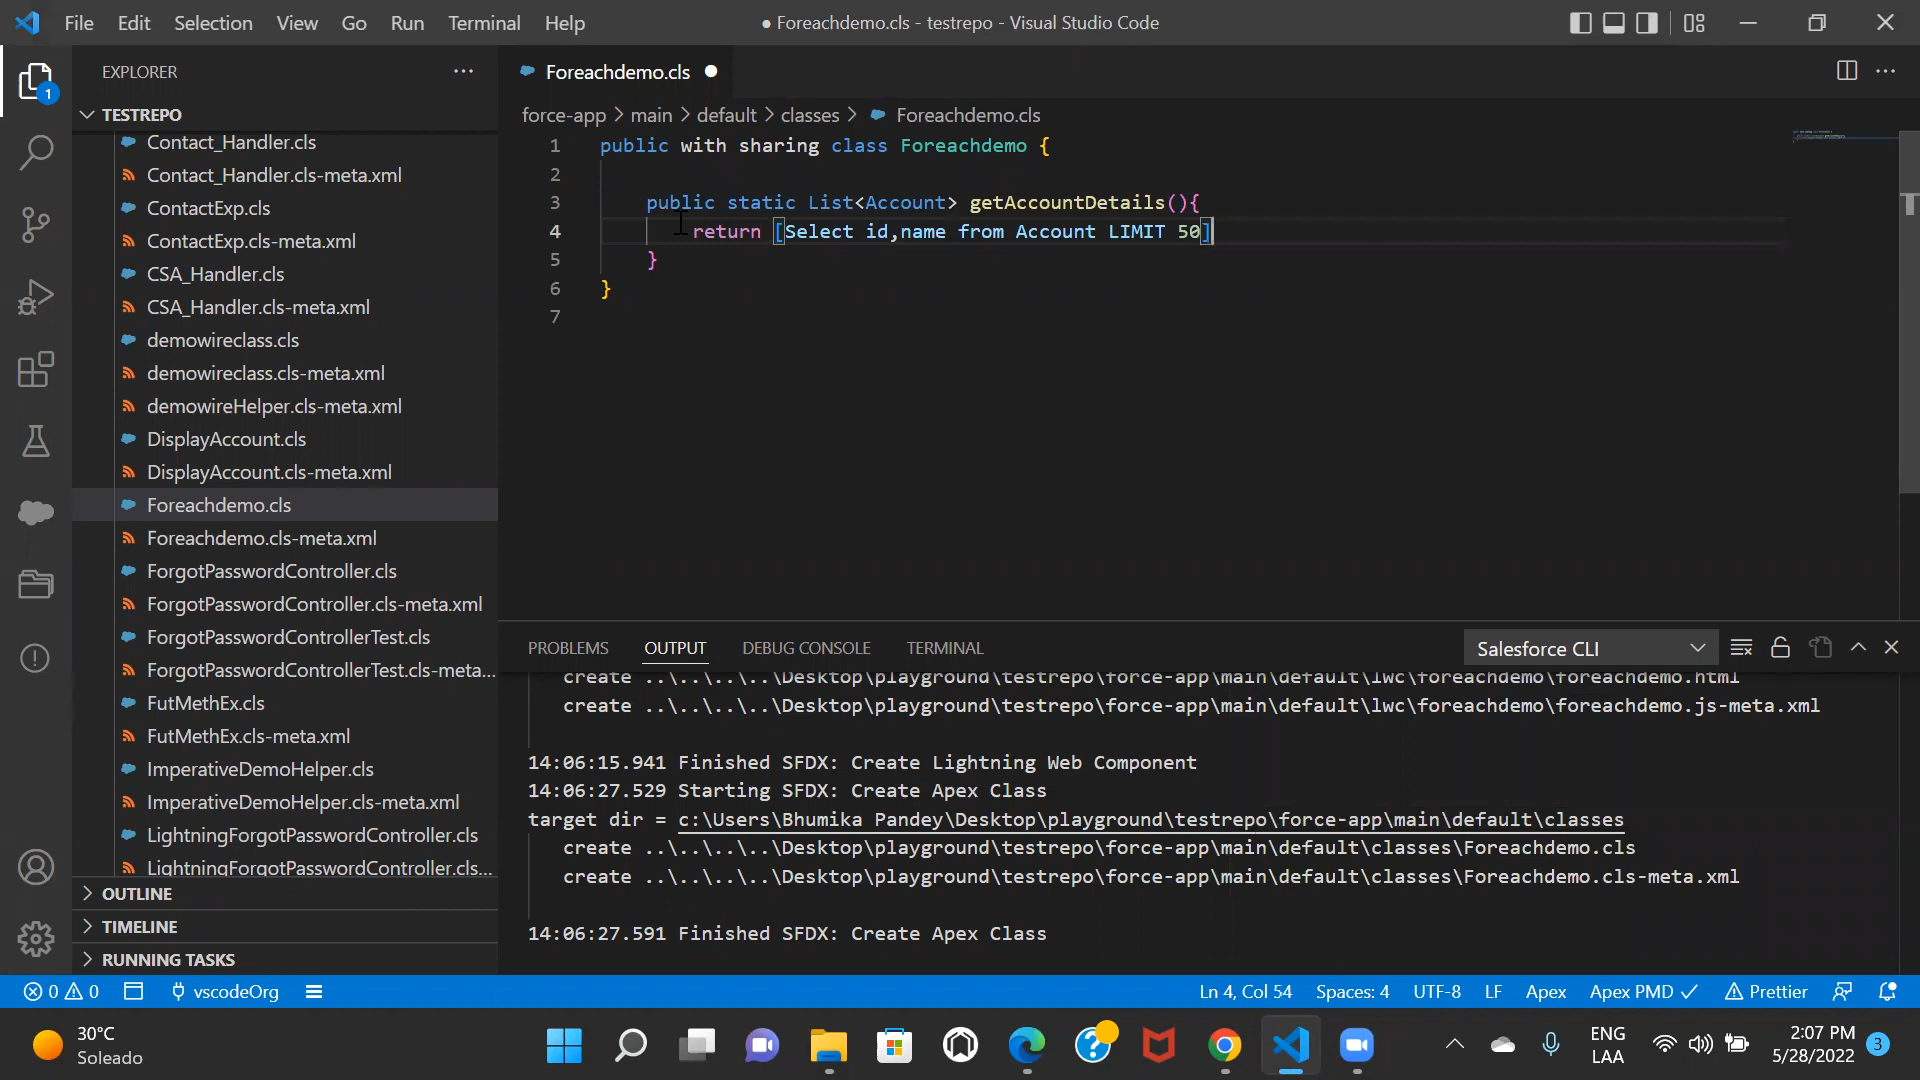 File Edit Selection View Go Run Terminal Help
● Foreachdemo.cls - testrepo - Visual Studio Code
1
EXPLORER
TESTREPO
Contact_Handler.cls
Contact_Handler.cls-meta.xml
ContactExp.cls
ContactExp.cls-meta.xml
CSA_Handler.cls
CSA_Handler.cls-meta.xml
demowireclass.cls
demowireclass.cls-meta.xml
demowireHelper.cls-meta.xml
DisplayAccount.cls
DisplayAccount.cls-meta.xml
Foreachdemo.cls
Foreachdemo.cls-meta.xml
ForgotPasswordController.cls
ForgotPasswordController.cls-meta.xml
ForgotPasswordControllerTest.cls
ForgotPasswordControllerTest.cls-meta...
FutMethEx.cls
FutMethEx.cls-meta.xml
ImperativeDemoHelper.cls
ImperativeDemoHelper.cls-meta.xml
LightningForgotPasswordController.cls
LightningForgotPasswordController.cls...
OUTLINE
TIMELINE
RUNNING TASKS
Foreachdemo.cls ●
force-app > main > default > classes > Foreachdemo.cls
1 public with sharing class Foreachdemo {
2
3 public static List<Account> getAccountDetails(){
4 return [Select id,name from Account LIMIT 50]
5 }
6 }
7
PROBLEMS OUTPUT DEBUG CONSOLE TERMINAL
Salesforce CLI
create ..\..\..\..\Desktop\playground\testrepo\force-app\main\default\lwc\foreachdemo\foreachdemo.html
create ..\..\..\..\Desktop\playground\testrepo\force-app\main\default\lwc\foreachdemo\foreachdemo.js-meta.xml
14:06:15.941 Finished SFDX: Create Lightning Web Component
14:06:27.529 Starting SFDX: Create Apex Class
target dir = c:\Users\Bhumika Pandey\Desktop\playground\testrepo\force-app\main\default\classes
create ..\..\..\..\Desktop\playground\testrepo\force-app\main\default\classes\Foreachdemo.cls
create ..\..\..\..\Desktop\playground\testrepo\force-app\main\default\classes\Foreachdemo.cls-meta.xml
14:06:27.591 Finished SFDX: Create Apex Class
0 0 vscodeOrg
Ln 4, Col 54 Spaces: 4 UTF-8 LF Apex Apex PMD ✓ Prettier
30°C
Soleado
ENG
LAA
2:07 PM
5/28/2022
3